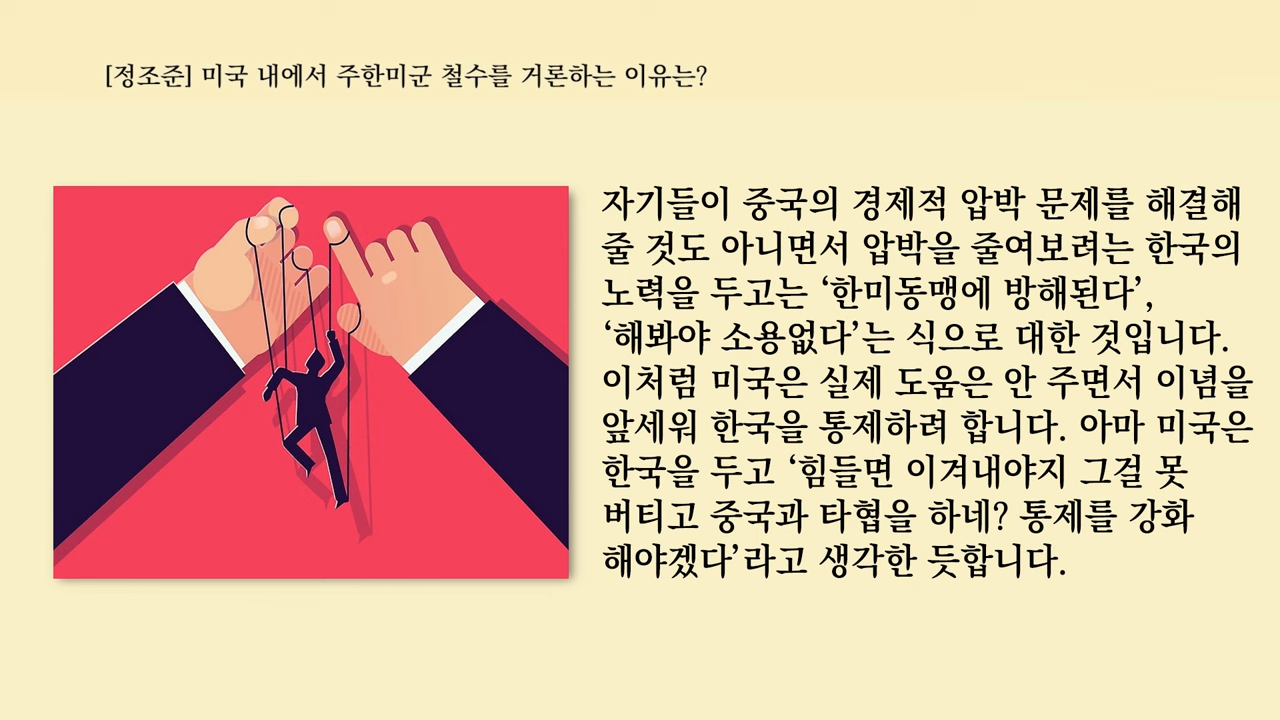 [정조준] 미국 내에서 주한미군 철수를 거론하는 이유는?
자기들이 중국의 경제적 압박 문제를 해결해
줄 것도 아니면서 압박을 줄여보려는 한국의
노력을 두고는 ‘한미동맹에 방해된다’,
‘해봐야 소용없다’는 식으로 대한 것입니다.
이처럼 미국은 실제 도움은 안 주면서 이념을
앞세워 한국을 통제하려 합니다. 아마 미국은
한국을 두고 ‘힘들면 이겨내야지 그걸 못
버티고 중국과 타협을 하네? 통제를 강화
해야겠다’라고 생각한 듯합니다.